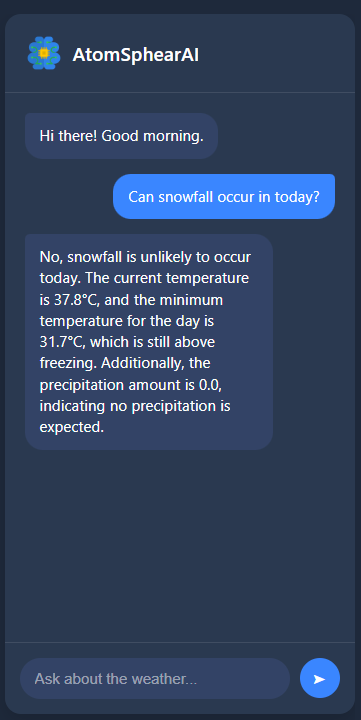 AtomSphearAI
Hi there! Good morning.
Can snowfall occur in today?
No, snowfall is unlikely to occur
today. The current temperature
is 37.8°C, and the minimum
temperature for the day is
31.7°C, which is still above
freezing. Additionally, the
precipitation amount is 0.0,
indicating no precipitation is
expected.
Ask about the weather...